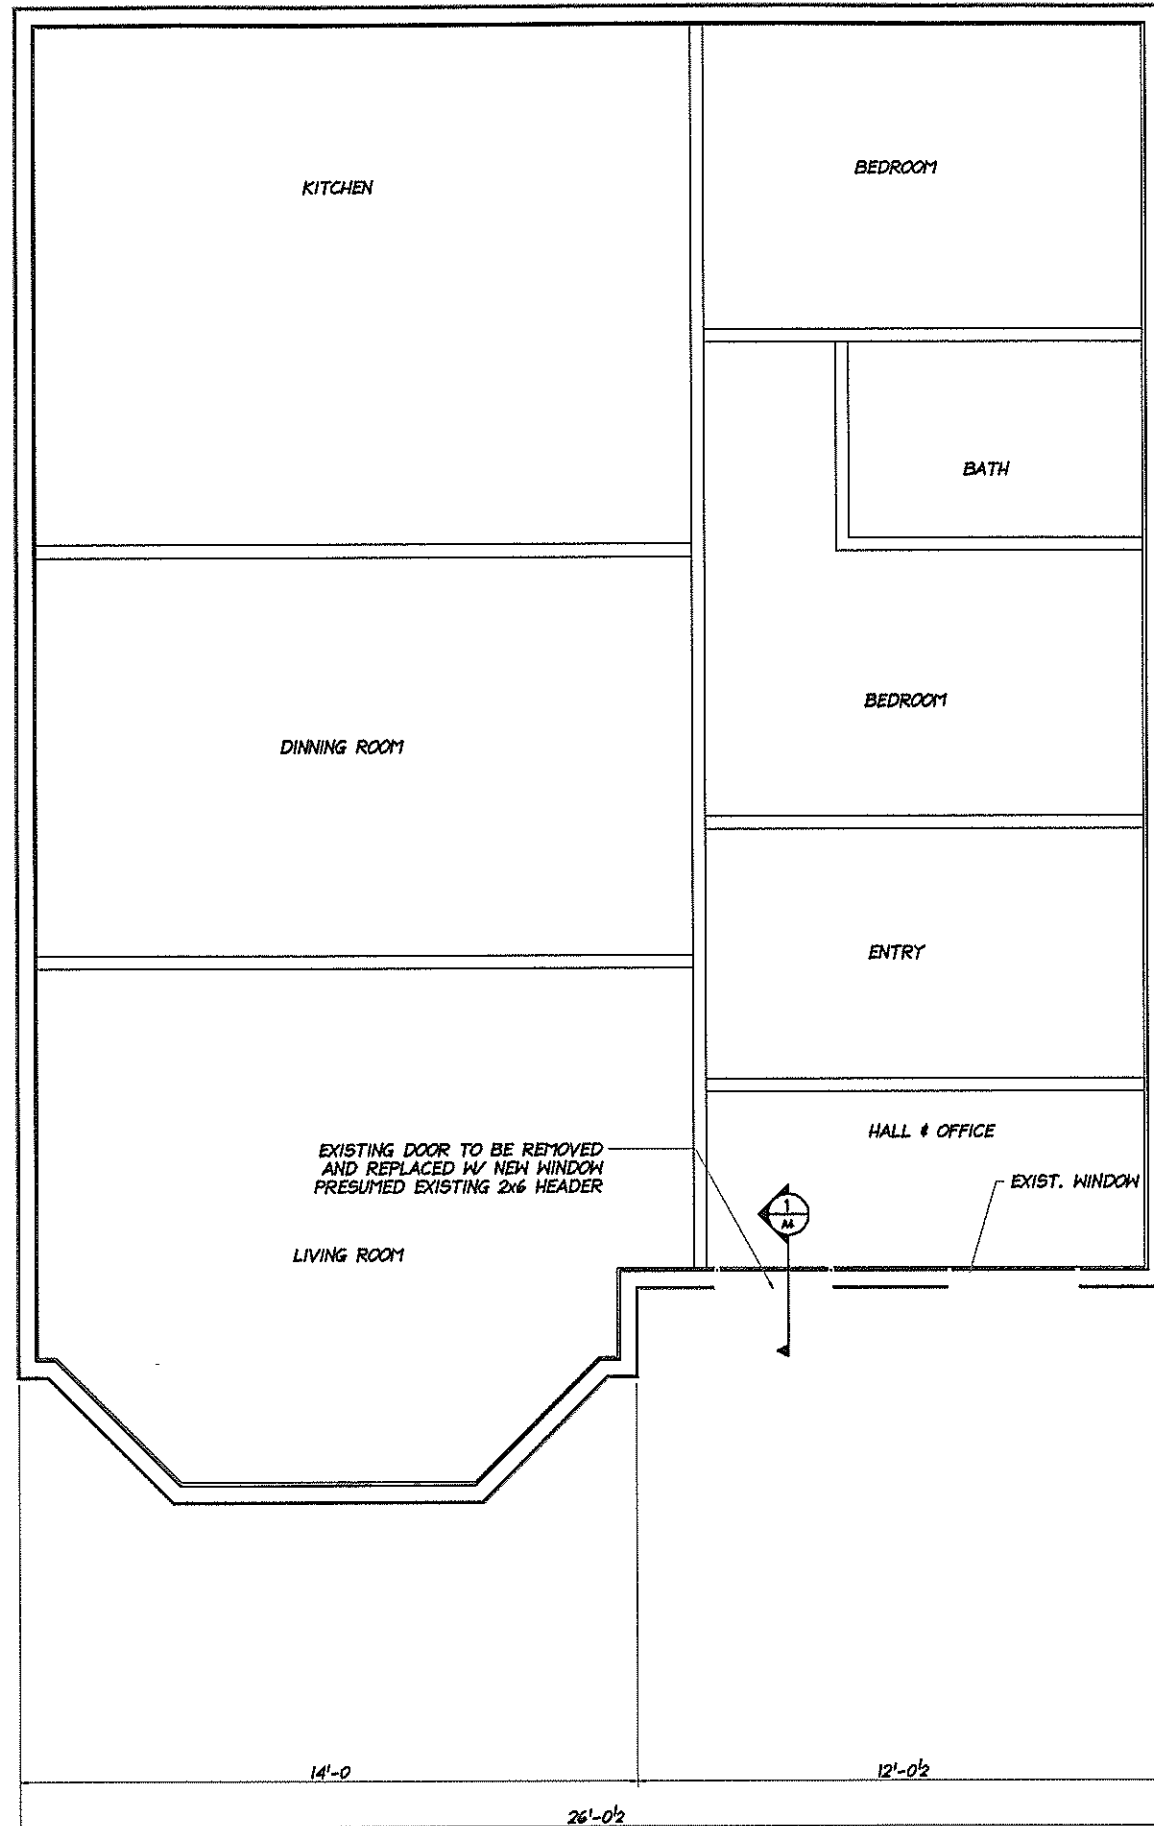 KITCHEN
BEDROOM
BATH
BEDROOM
DINNING ROOM
ENTRY
HALL & OFFICE
EXISTING DOOR TO BE REMOVED
AND REPLACED W/ NEW WINDOW
PRESUMED EXISTING 2x6 HEADER
EXIST. WINDOW
1
A4
LIVING ROOM
14'-0
12'-0½
26'-0½